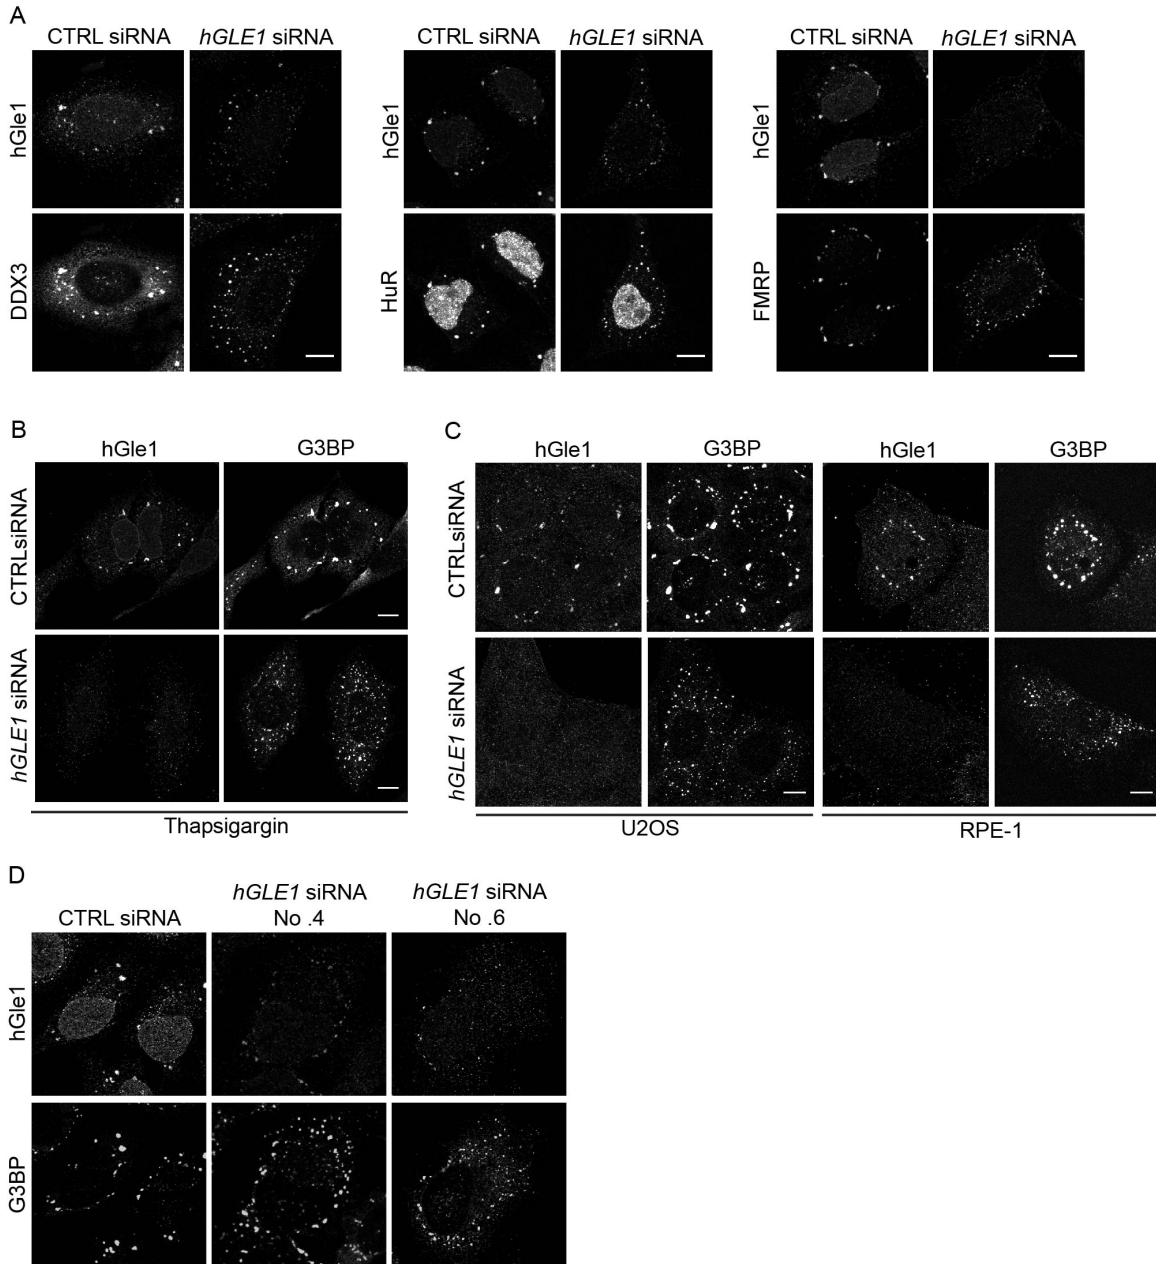 A
CTRL siRNA hGLE1 siRNA CTRL siRNA hGLE1 siRNA CTRL siRNA hGLE1 siRNA
hGle1 hGle1 hGle1
DDX3 HuR FMRP
B
hGle1 G3BP
CTRLsiRNA
hGLE1 siRNA
Thapsigargin
C
hGle1 G3BP hGle1 G3BP
CTRLsiRNA
hGLE1 siRNA
U2OS RPE-1
D
CTRL siRNA hGLE1 siRNA No .4 hGLE1 siRNA No .6
hGle1
G3BP